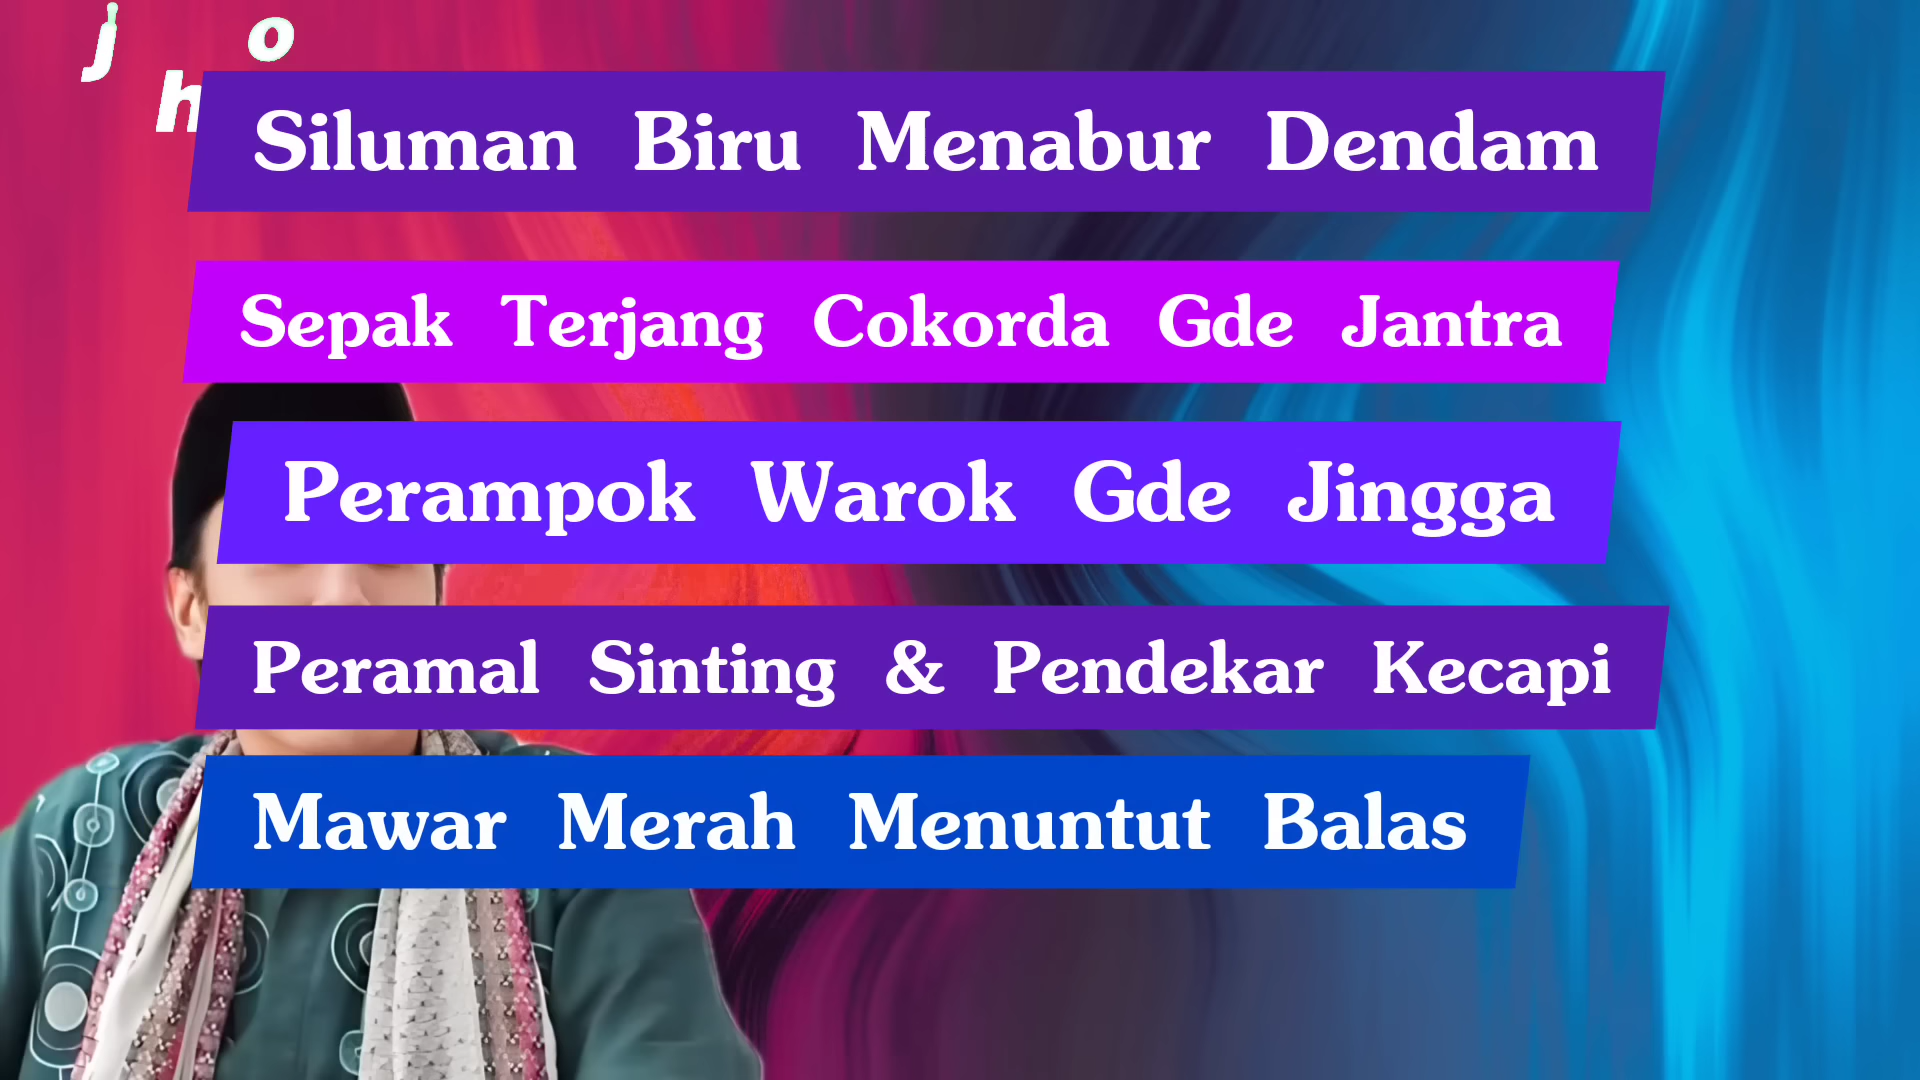 j h o
Siluman Biru Menabur Dendam
Sepak Terjang Cokorda Gde Jantra
Perampok Warok Gde Jingga
Peramal Sinting & Pendekar Kecapi
Mawar Merah Menuntut Balas